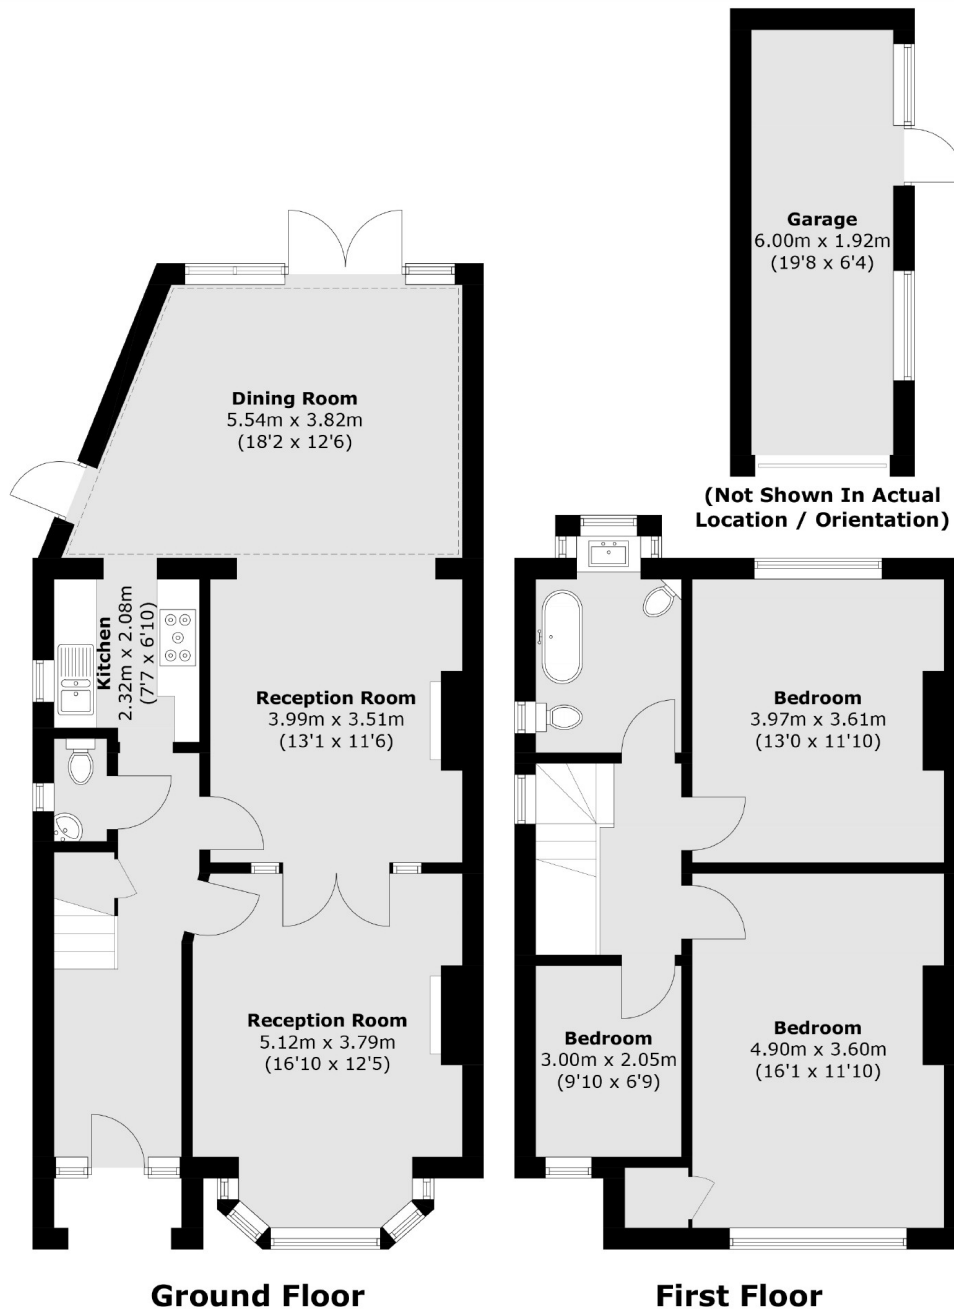 Garage
6.00m x 1.92m
(19'8 x 6'4)
(Not Shown In Actual
Location / Orientation)
Dining Room
5.54m x 3.82m
(18'2 x 12'6)
Kitchen
2.32m x 2.08m
(7'7 x 6'10)
Reception Room
3.99m x 3.51m
(13'1 x 11'6)
Reception Room
5.12m x 3.79m
(16'10 x 12'5)
Ground Floor
Bedroom
3.97m x 3.61m
(13'0 x 11'10)
Bedroom
3.00m x 2.05m
(9'10 x 6'9)
Bedroom
4.90m x 3.60m
(16'1 x 11'10)
First Floor